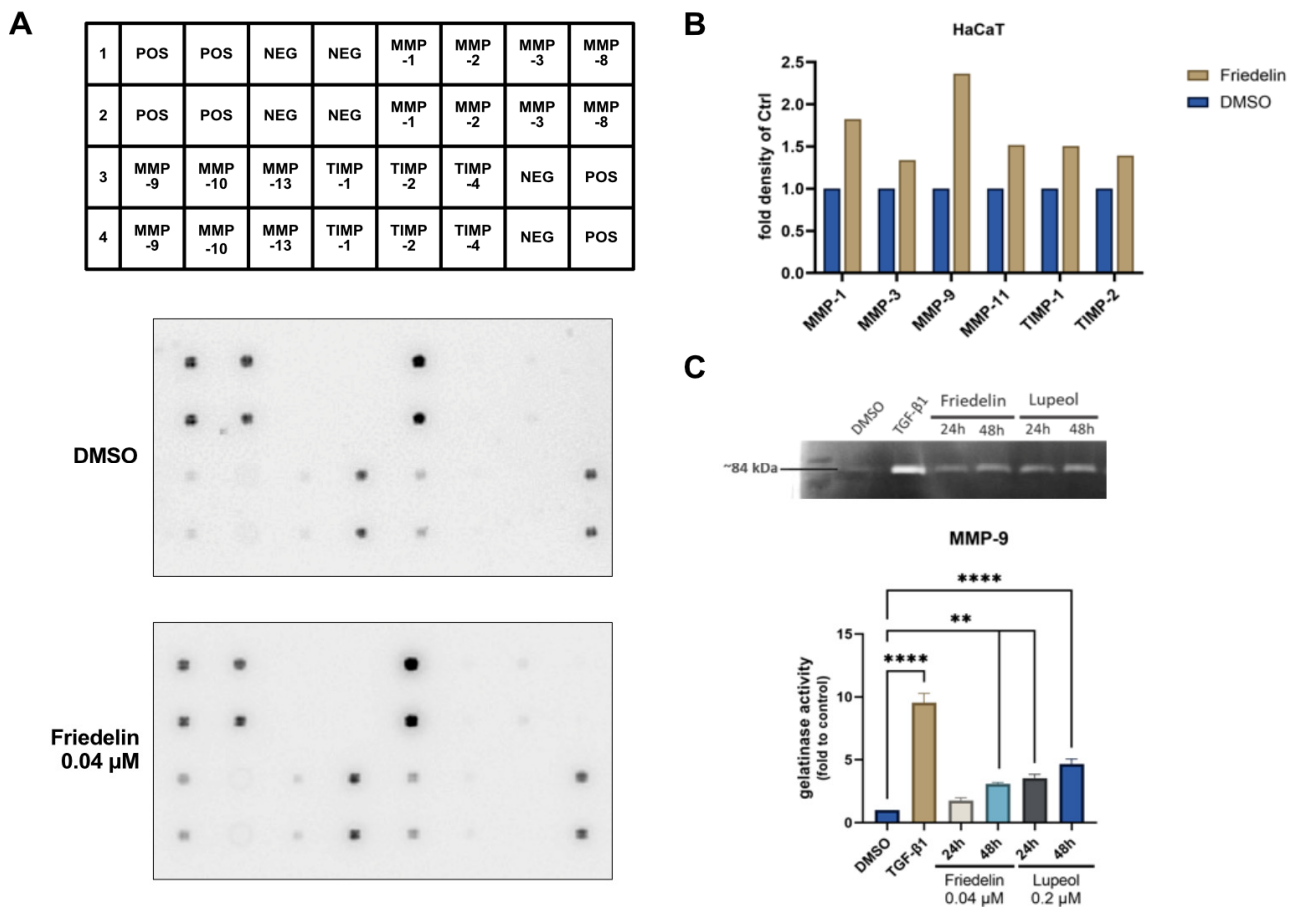 A
1 POS POS NEG NEG MMP -1 MMP -2 MMP -3 MMP -8
2 POS POS NEG NEG MMP -1 MMP -2 MMP -3 MMP -8
3 MMP -9 MMP -10 MMP -13 TIMP -1 TIMP -2 TIMP -4 NEG POS
4 MMP -9 MMP -10 MMP -13 TIMP -1 TIMP -2 TIMP -4 NEG POS
DMSO
Friedelin
0.04 µM
B
HaCaT
fold density of Ctrl
2.5
2.0
1.5
1.0
0.5
0.0
MMP-1 MMP-3 MMP-9 MMP-11 TIMP-1 TIMP-2
Friedelin
DMSO
C
DMSO TGF-β1 Friedelin Lupeol
24h 48h 24h 48h
~84 kDa
MMP-9
****
**
****
gelatinase activity
(fold to control)
15
10
5
0
DMSO TGF-β1 24h 48h 24h 48h
Friedelin Lupeol
0.04 µM 0.2 µM